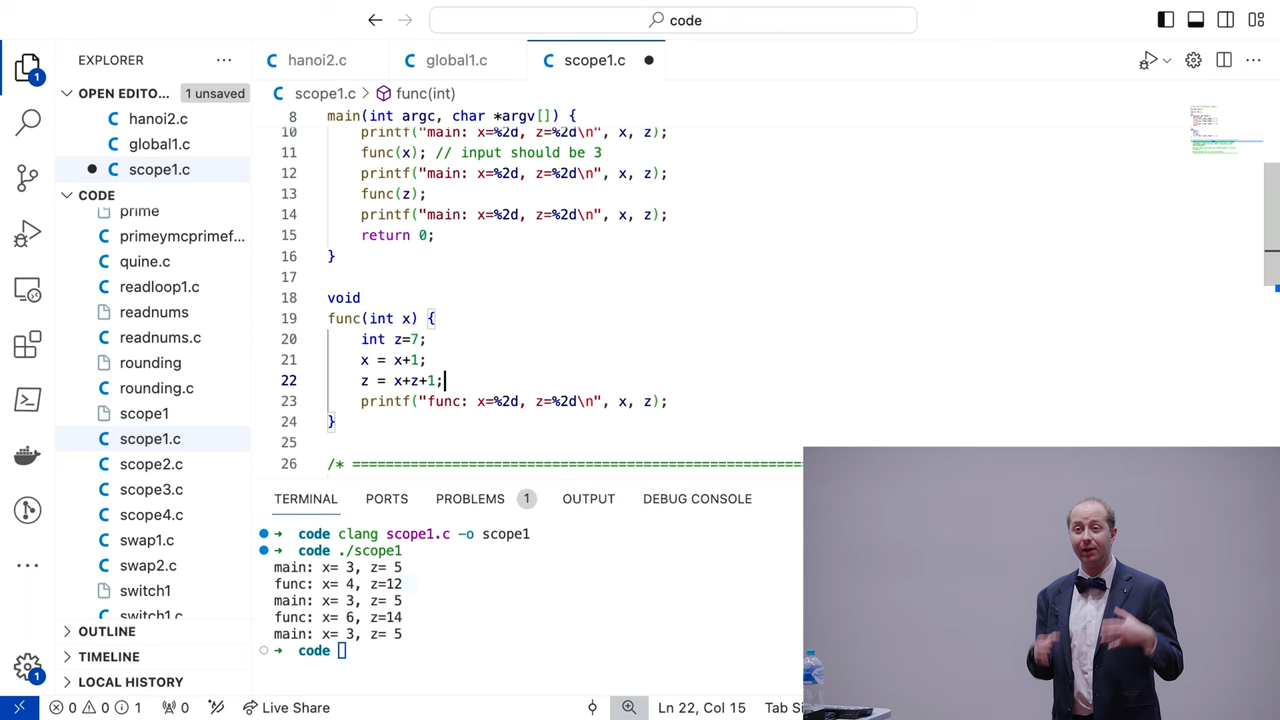 code
EXPLORER
hanoi2.c
global1.c
scope1.c
OPEN EDITO...
1 unsaved
hanoi2.c
global1.c
scope1.c
CODE
prime
primeymcprimef...
quine.c
readloop1.c
readnums
readnums.c
rounding
rounding.c
scope1
scope1.c
scope2.c
scope3.c
scope4.c
swap1.c
swap2.c
switch1
switch1.c
OUTLINE
TIMELINE
LOCAL HISTORY
1
1
scope1.c > func(int)
8 main(int argc, char *argv[]) {
10 printf("main: x=%2d, z=%2d\n", x, z);
11 func(x); // input should be 3
12 printf("main: x=%2d, z=%2d\n", x, z);
13 func(z);
14 printf("main: x=%2d, z=%2d\n", x, z);
15 return 0;
16 }
17
18 void
19 func(int x) {
20 int z=7;
21 x = x+1;
22 z = x+z+1;
23 printf("func: x=%2d, z=%2d\n", x, z);
24 }
25
26 /* =======================================================
TERMINAL PORTS PROBLEMS 1 OUTPUT DEBUG CONSOLE
➜ code clang scope1.c -o scope1
➜ code ./scope1
main: x= 3, z= 5
func: x= 4, z=12
main: x= 3, z= 5
func: x= 6, z=14
main: x= 3, z= 5
➜ code
0 0 1 0 Live Share Ln 22, Col 15 Tab Si